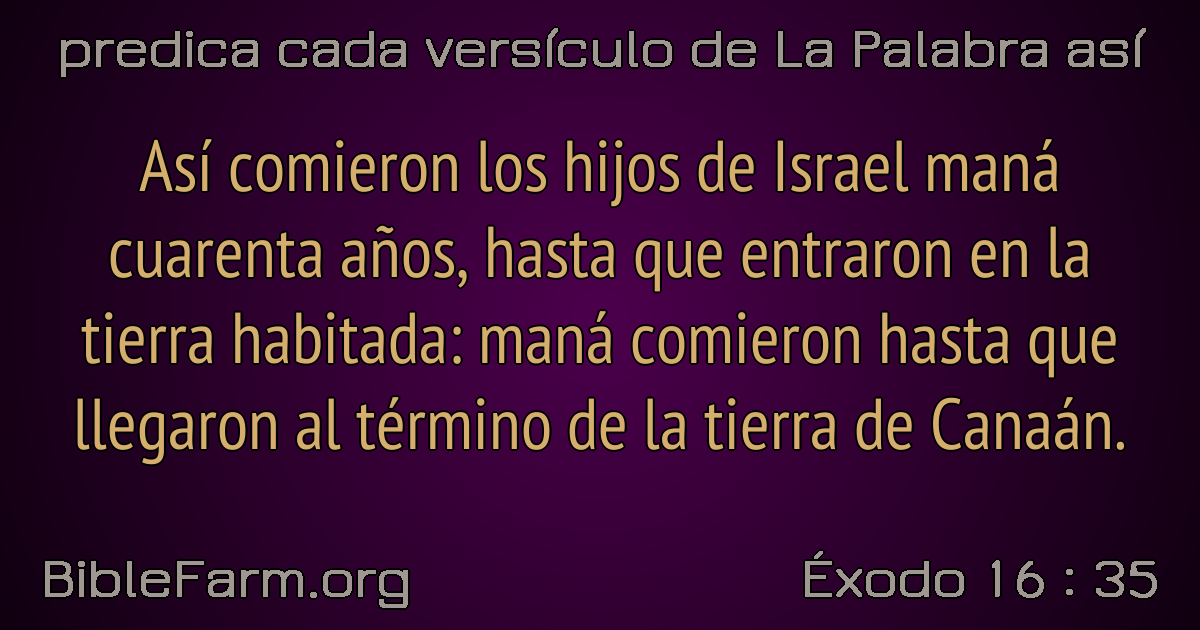 predica cada versículo de La Palabra así
Así comieron los hijos de Israel maná
cuarenta años, hasta que entraron en la
tierra habitada: maná comieron hasta que
llegaron al término de la tierra de Canaán.
BibleFarm.org
Éxodo 16 : 35